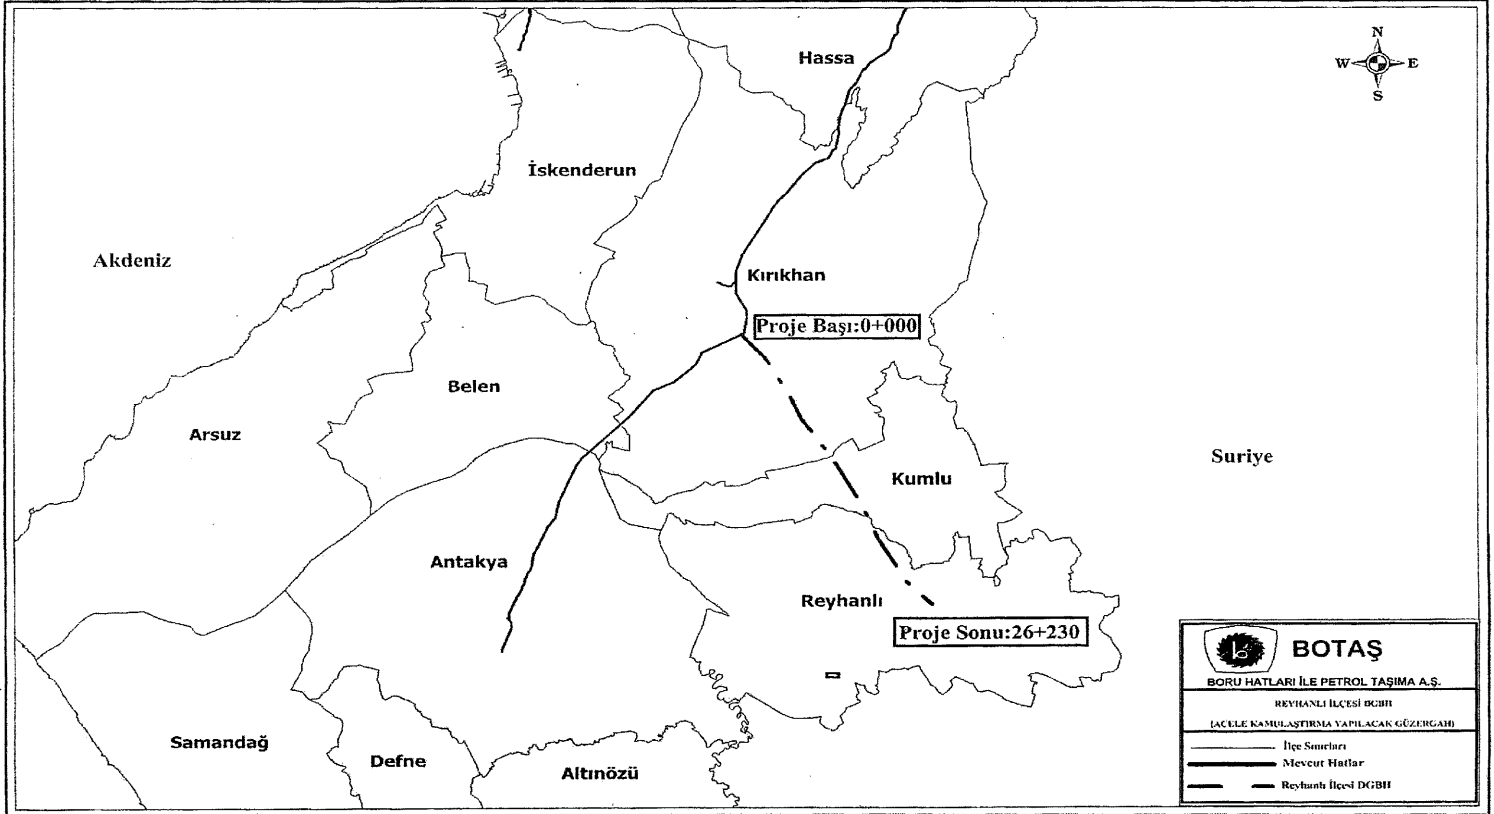 N
W E
S
Hassa
İskenderun
Akdeniz
Kırıkhan
Proje Başı:0+000
Belen
Arsuz
Suriye
Kumlu
Antakya
Reyhanlı
Proje Sonu:26+230
Samandağ
Defne
Altınözü
BOTAŞ
BORU HATLARI İLE PETROL TAŞIMA A.Ş.
REYHANLI İLÇESİ DGBH
(ACELE KAMULAŞTIRMA YAPILACAK GÜZERGAH)
İlçe Sınırları
Mevcut Hatlar
Reyhanlı İlçesi DGBH